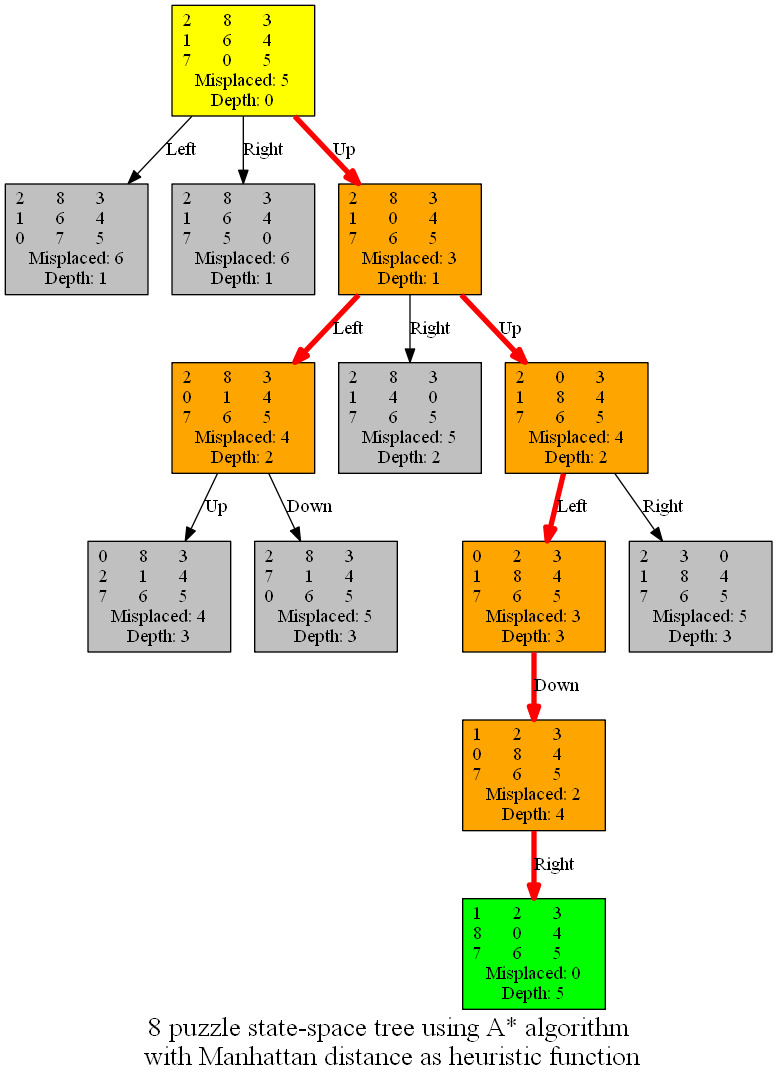 2 8 3
1 6 4
7 0 5
Misplaced: 5
Depth: 0
Left
Right
Up
2 8 3
1 6 4
0 7 5
Misplaced: 6
Depth: 1
2 8 3
1 6 4
7 5 0
Misplaced: 6
Depth: 1
2 8 3
1 0 4
7 6 5
Misplaced: 3
Depth: 1
Left
Right
Up
2 8 3
0 1 4
7 6 5
Misplaced: 4
Depth: 2
2 8 3
1 4 0
7 6 5
Misplaced: 5
Depth: 2
2 0 3
1 8 4
7 6 5
Misplaced: 4
Depth: 2
Up
Down
Left
Right
0 8 3
2 1 4
7 6 5
Misplaced: 4
Depth: 3
2 8 3
7 1 4
0 6 5
Misplaced: 5
Depth: 3
0 2 3
1 8 4
7 6 5
Misplaced: 3
Depth: 3
2 3 0
1 8 4
7 6 5
Misplaced: 5
Depth: 3
Down
1 2 3
0 8 4
7 6 5
Misplaced: 2
Depth: 4
Right
1 2 3
8 0 4
7 6 5
Misplaced: 0
Depth: 5
8 puzzle state-space tree using A* algorithm
with Manhattan distance as heuristic function